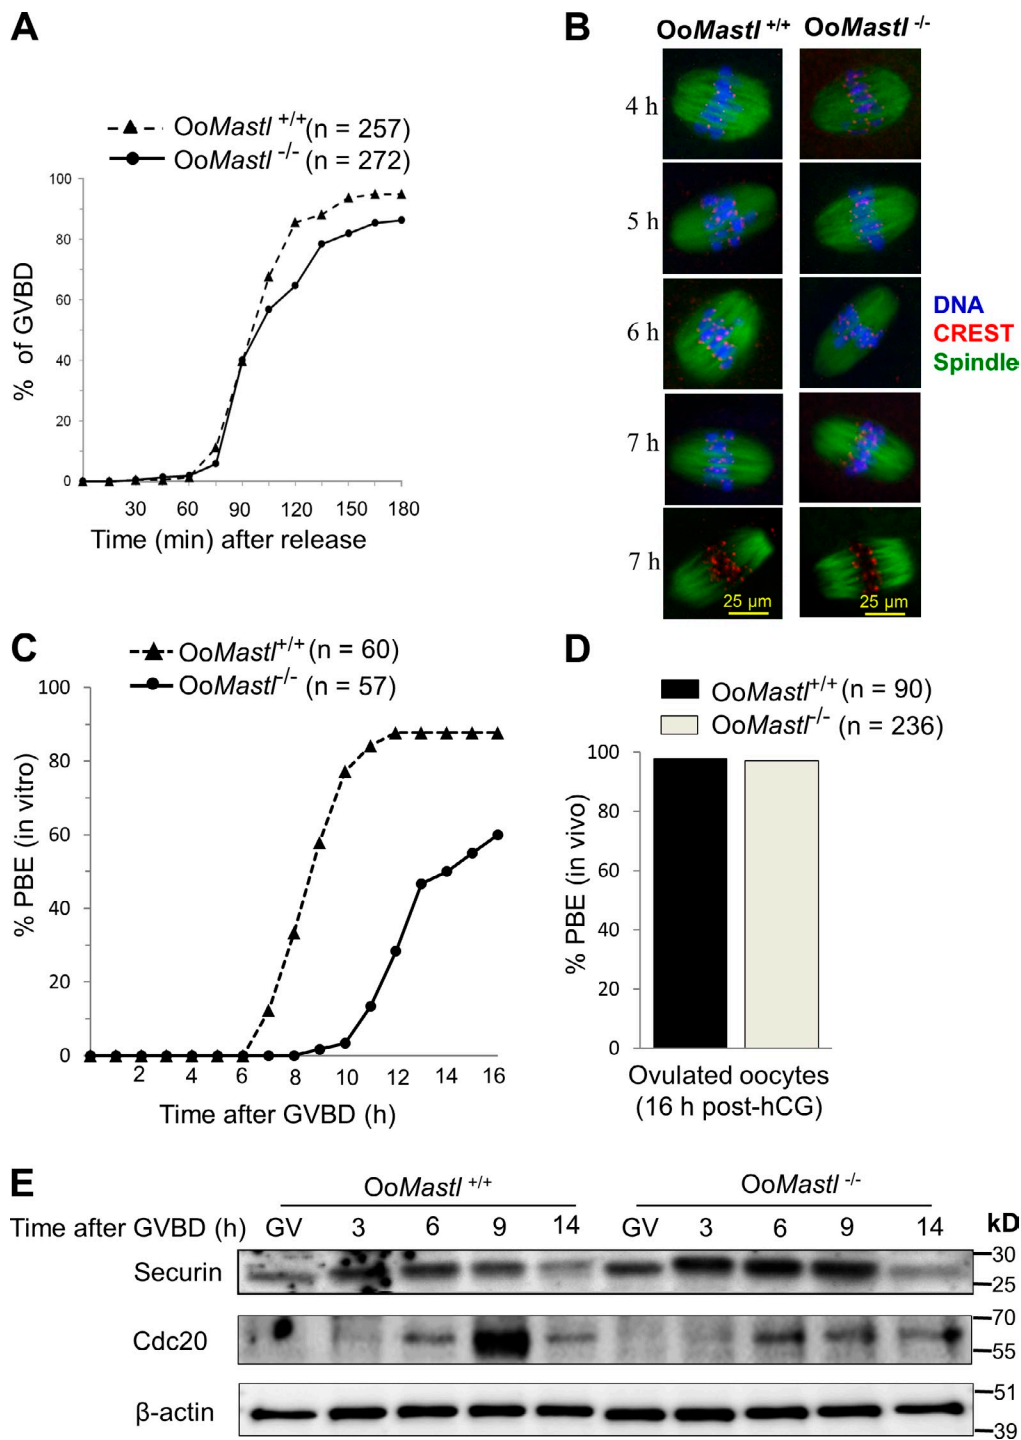 A
OoMastl +/+ (n = 257)
OoMastl -/- (n = 272)
100
80
60
40
20
0
% of GVBD
30 60 90 120 150 180
Time (min) after release
B
OoMastl +/+ OoMastl -/-
4 h
5 h
6 h
7 h
7 h
DNA
CREST
Spindle
25 µm 25 µm
C
OoMastl+/+ (n = 60)
OoMastl-/- (n = 57)
100
80
60
40
20
0
% PBE (in vitro)
2 4 6 8 10 12 14 16
Time after GVBD (h)
D
OoMastl+/+ (n = 90)
OoMastl-/- (n = 236)
100
80
60
40
20
0
% PBE (in vivo)
Ovulated oocytes
(16 h post-hCG)
E
OoMastl +/+ OoMastl -/-
Time after GVBD (h) GV 3 6 9 14 GV 3 6 9 14 kD
Securin 30
25
Cdc20 70
55
β-actin 51
39